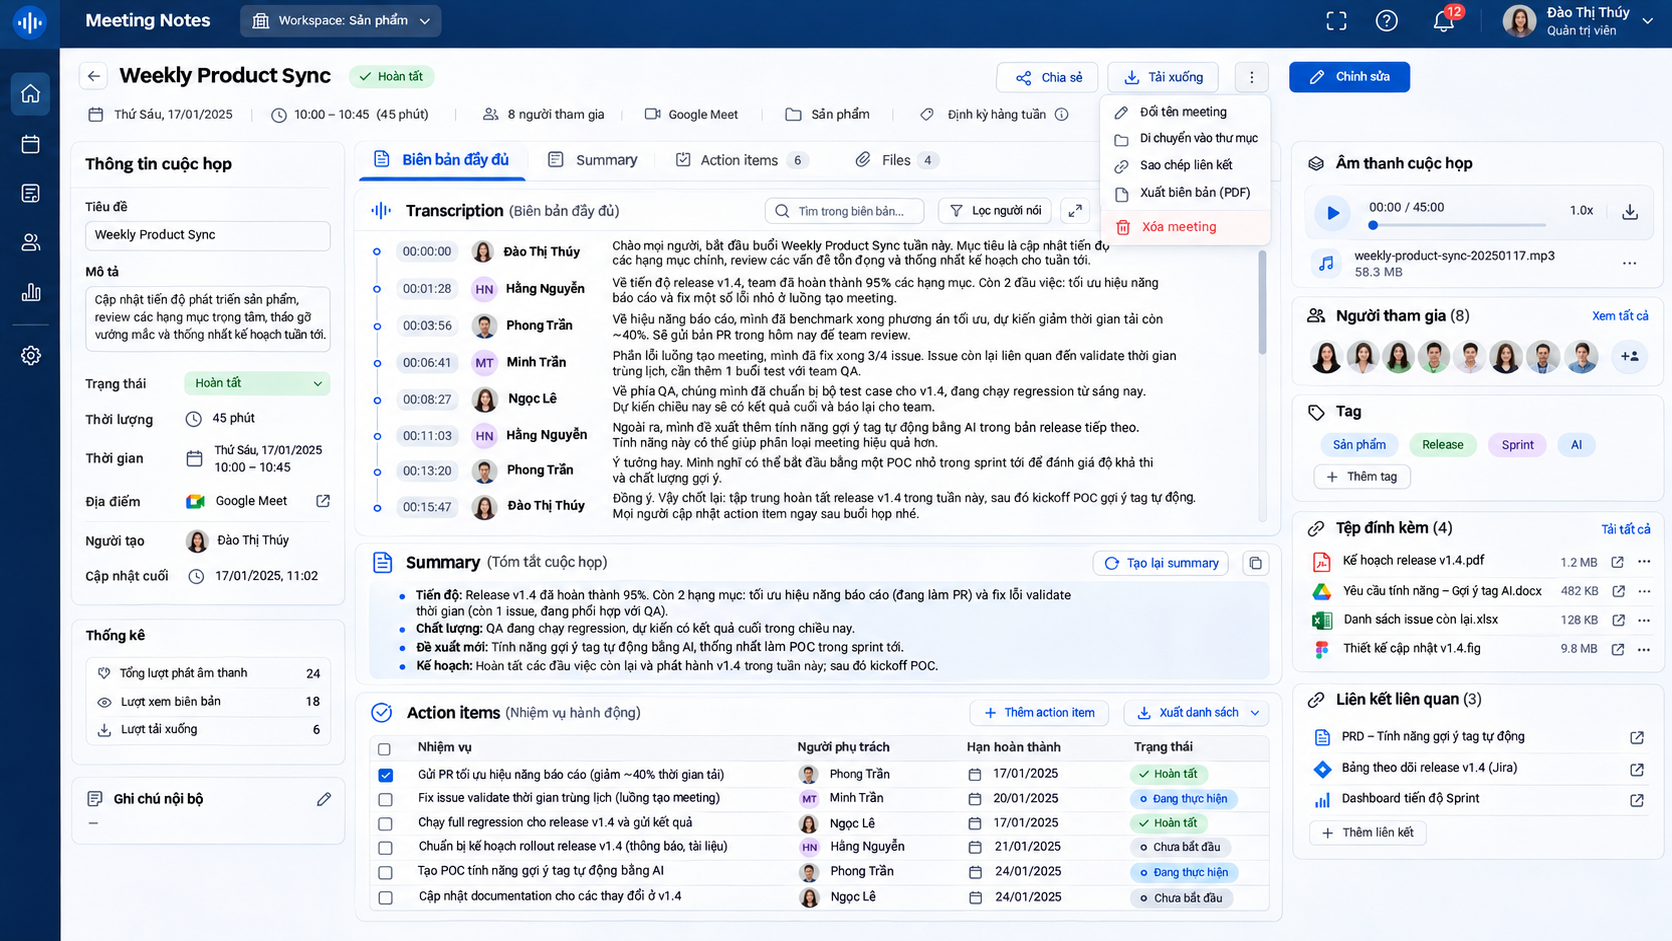 Meeting Notes
Workspace: Sản phẩm
12
Đào Thị Thúy
Quản trị viên
Weekly Product Sync
Hoàn tất
Chia sẻ
Tải xuống
Chỉnh sửa
Thứ Sáu, 17/01/2025
10:00 – 10:45 (45 phút)
8 người tham gia
Google Meet
Sản phẩm
Định kỳ hàng tuần
Đổi tên meeting
Di chuyển vào thư mục
Sao chép liên kết
Xuất biên bản (PDF)
Xóa meeting
Thông tin cuộc họp
Tiêu đề
Weekly Product Sync
Mô tả
Cập nhật tiến độ phát triển sản phẩm,
review các hạng mục trọng tâm, tháo gỡ
vướng mắc và thống nhất kế hoạch tuần tới.
Trạng thái
Hoàn tất
Thời lượng
45 phút
Thời gian
Thứ Sáu, 17/01/2025
10:00 – 10:45
Địa điểm
Google Meet
Người tạo
Đào Thị Thúy
Cập nhật cuối
17/01/2025, 11:02
Thống kê
Tổng lượt phát âm thanh 24
Lượt xem biên bản 18
Lượt tải xuống 6
Ghi chú nội bộ
–
Biên bản đầy đủ
Summary
Action items 6
Files 4
Transcription (Biên bản đầy đủ)
Tìm trong biên bản...
Lọc người nói
00:00:00 Đào Thị Thúy
Chào mọi người, bắt đầu buổi Weekly Product Sync tuần này. Mục tiêu là cập nhật tiến độ
các hạng mục chính, review các vấn đề tồn đọng và thống nhất kế hoạch cho tuần tới.
00:01:28 HN Hằng Nguyễn
Về tiến độ release v1.4, team đã hoàn thành 95% các hạng mục. Còn 2 đầu việc: tối ưu hiệu năng
báo cáo và fix một số lỗi nhỏ ở luồng tạo meeting.
00:03:56 Phong Trần
Về hiệu năng báo cáo, mình đã benchmark xong phương án tối ưu, dự kiến giảm thời gian tải còn
~40%. Sẽ gửi bản PR trong hôm nay để team review.
00:06:41 MT Minh Trần
Phần lỗi luồng tạo meeting, mình đã fix xong 3/4 issue. Issue còn lại liên quan đến validate thời gian
trùng lịch, cần thêm 1 buổi test với team QA.
00:08:27 Ngọc Lê
Về phía QA, chúng mình đã chuẩn bị bộ test case cho v1.4, đang chạy regression từ sáng nay.
Dự kiến chiều nay sẽ có kết quả cuối và báo lại cho team.
00:11:03 HN Hằng Nguyễn
Ngoài ra, mình đề xuất thêm tính năng gợi ý tag tự động bằng AI trong bản release tiếp theo.
Tính năng này có thể giúp phân loại meeting hiệu quả hơn.
00:13:20 Phong Trần
Ý tưởng hay. Mình nghĩ có thể bắt đầu bằng một POC nhỏ trong sprint tới để đánh giá độ khả thi
và chất lượng gợi ý.
00:15:47 Đào Thị Thúy
Đồng ý. Vậy chốt lại: tập trung hoàn tất release v1.4 trong tuần này, sau đó kickoff POC gợi ý tag tự động.
Mọi người cập nhật action item ngay sau buổi họp nhé.
Summary (Tóm tắt cuộc họp)
Tạo lại summary
Tiến độ: Release v1.4 đã hoàn thành 95%. Còn 2 hạng mục: tối ưu hiệu năng báo cáo (đang làm PR) và fix lỗi validate
thời gian (còn 1 issue, đang phối hợp với QA).
Chất lượng: QA đang chạy regression, dự kiến có kết quả cuối trong chiều nay.
Đề xuất mới: Tính năng gợi ý tag tự động bằng AI, thống nhất làm POC trong sprint tới.
Kế hoạch: Hoàn tất các đầu việc còn lại và phát hành v1.4 trong tuần này; sau đó kickoff POC.
Action items (Nhiệm vụ hành động)
Thêm action item
Xuất danh sách
Nhiệm vụ Người phụ trách Hạn hoàn thành Trạng thái
Gửi PR tối ưu hiệu năng báo cáo (giảm ~40% thời gian tải) Phong Trần 17/01/2025 Hoàn tất
Fix issue validate thời gian trùng lịch (luồng tạo meeting) MT Minh Trần 20/01/2025 Đang thực hiện
Chạy full regression cho release v1.4 và gửi kết quả Ngọc Lê 17/01/2025 Hoàn tất
Chuẩn bị kế hoạch rollout release v1.4 (thông báo, tài liệu) HN Hằng Nguyễn 21/01/2025 Chưa bắt đầu
Tạo POC tính năng gợi ý tag tự động bằng AI Phong Trần 24/01/2025 Đang thực hiện
Cập nhật documentation cho các thay đổi ở v1.4 Ngọc Lê 24/01/2025 Chưa bắt đầu
Âm thanh cuộc họp
00:00 / 45:00
1.0x
weekly-product-sync-20250117.mp3
58.3 MB
Người tham gia (8)
Xem tất cả
Tag
Sản phẩm
Release
Sprint
AI
Thêm tag
Tệp đính kèm (4)
Tải tất cả
Kế hoạch release v1.4.pdf 1.2 MB
Yêu cầu tính năng – Gợi ý tag AI.docx 482 KB
Danh sách issue còn lại.xlsx 128 KB
Thiết kế cập nhật v1.4.fig 9.8 MB
Liên kết liên quan (3)
PRD – Tính năng gợi ý tag tự động
Bảng theo dõi release v1.4 (Jira)
Dashboard tiến độ Sprint
Thêm liên kết